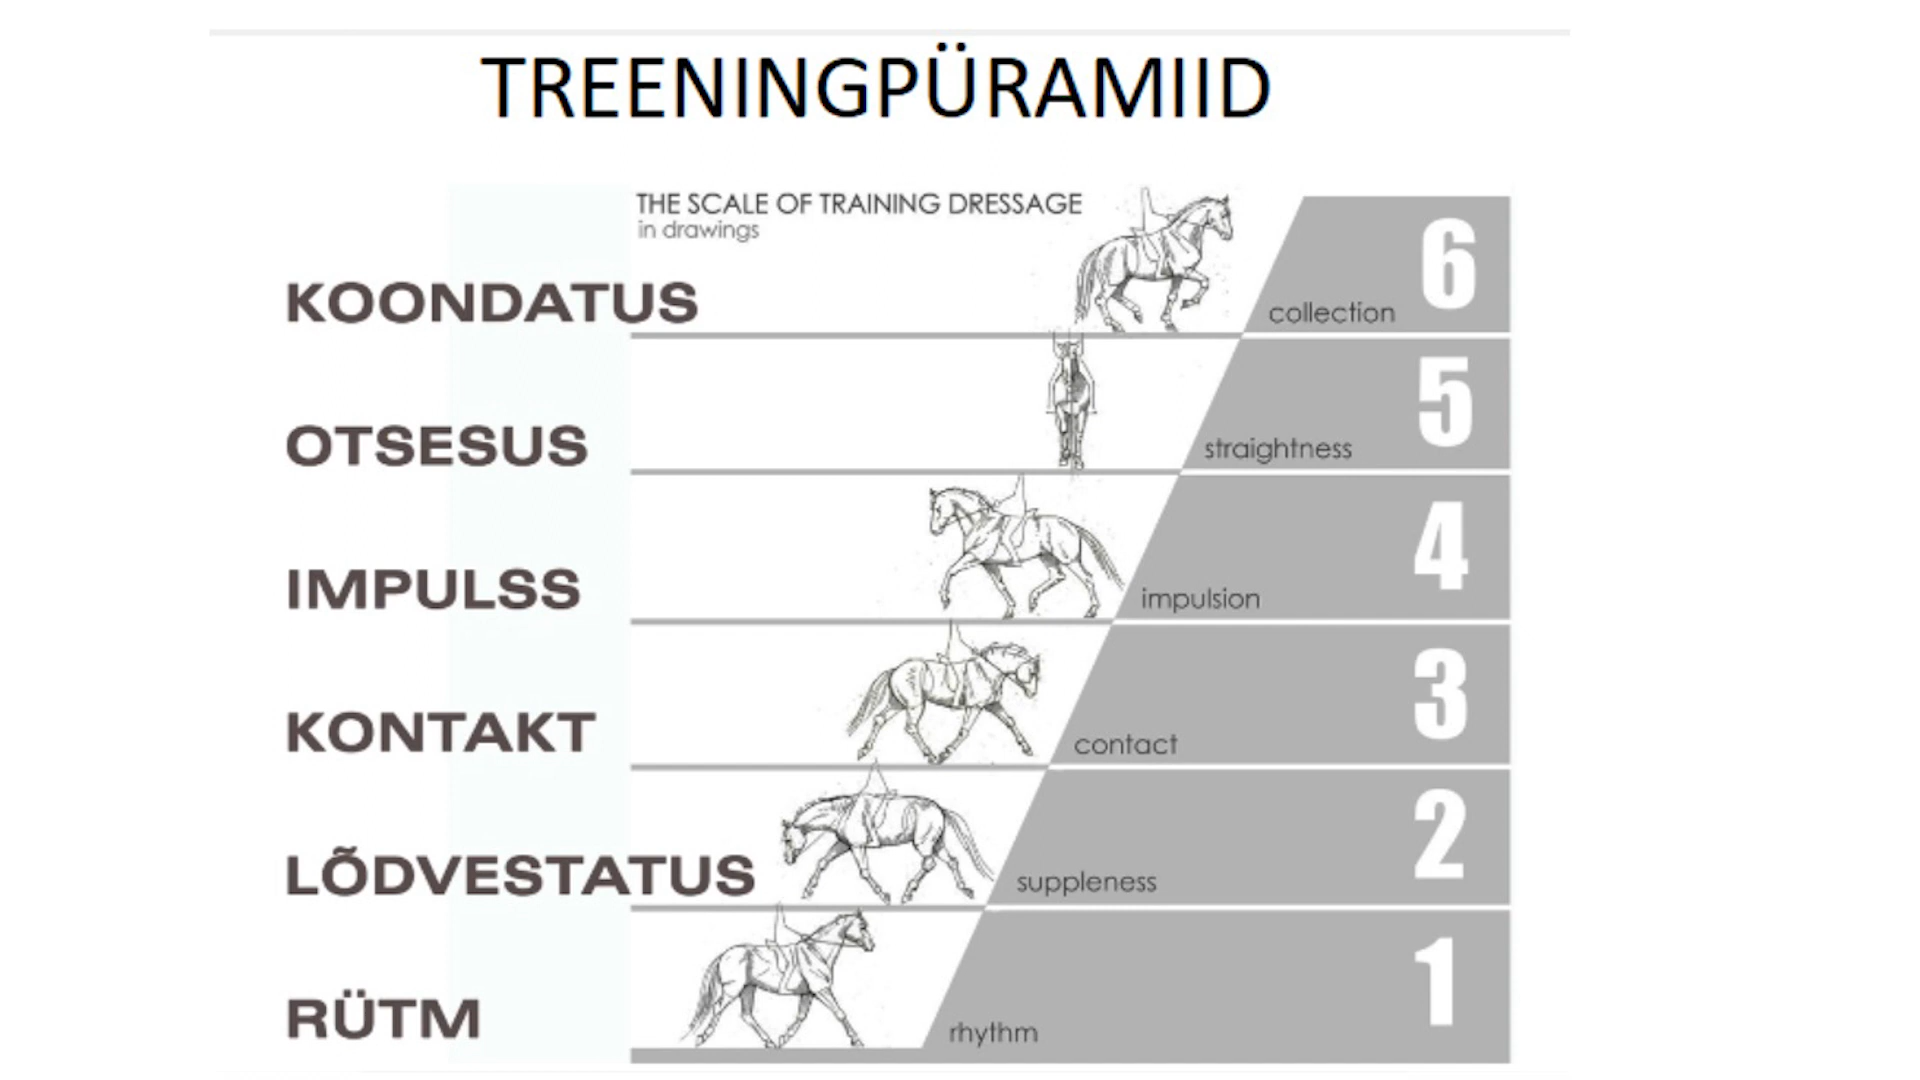 TREENINGPÜRAMIID
THE SCALE OF TRAINING DRESSAGE
in drawings
KOONDATUS
collection
6
OTSESUS
straightness
5
IMPULSS
impulsion
4
KONTAKT
contact
3
LÕDVESTATUS
suppleness
2
RÜTM
rhythm
1